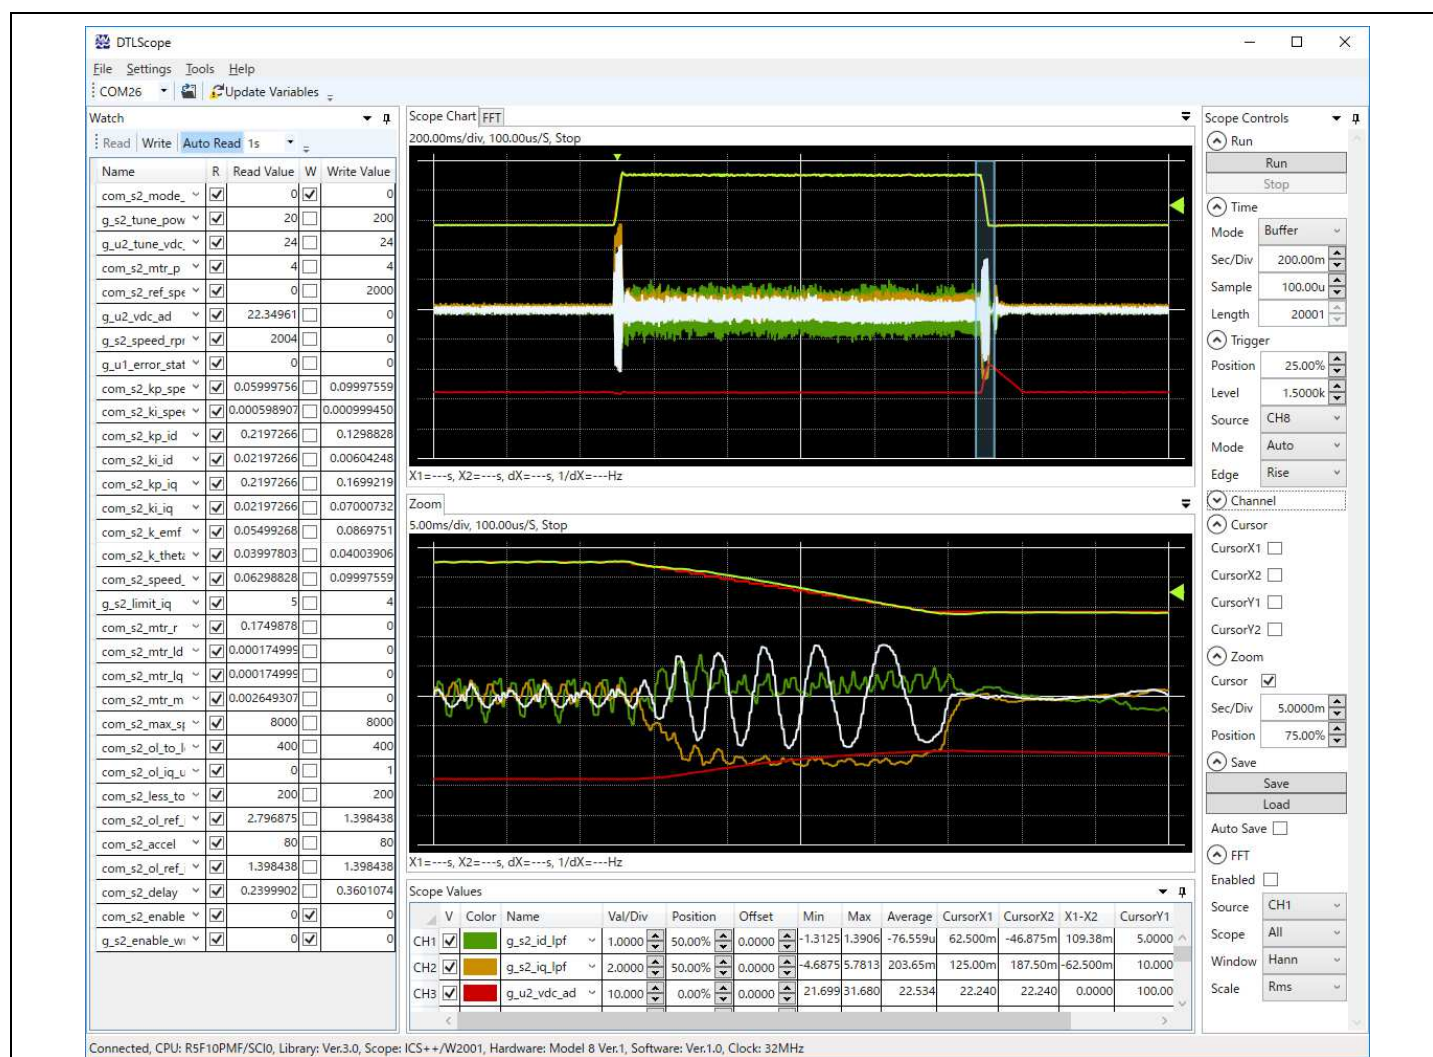 DTLScope
File Settings Tools Help
COM26 Update Variables
Watch
Read Write Auto Read 1s
Name R Read Value W Write Value
com_s2_mode_ 0 0
g_s2_tune_pow 20 200
g_u2_tune_vdc_ 24 24
com_s2_mtr_p 4 4
com_s2_ref_spe 0 2000
g_u2_vdc_ad 22.34961 0
g_s2_speed_rpr 2004 0
g_u1_error_stat 0 0
com_s2_kp_spe 0.05999756 0.09997559
com_s2_ki_spee 0.000598907 0.000999450
com_s2_kp_id 0.2197266 0.1298828
com_s2_ki_id 0.02197266 0.00604248
com_s2_kp_iq 0.2197266 0.1699219
com_s2_ki_iq 0.02197266 0.07000732
com_s2_k_emf 0.05499268 0.0869751
com_s2_k_theta 0.03997803 0.04003906
com_s2_speed_ 0.06298828 0.09997559
g_s2_limit_iq 5 4
com_s2_mtr_r 0.1749878 0
com_s2_mtr_ld 0.000174999 0
com_s2_mtr_lq 0.000174999 0
com_s2_mtr_m 0.002649307 0
com_s2_max_sp 8000 8000
com_s2_ol_to_l 400 400
com_s2_ol_iq_u 0 1
com_s2_less_to 200 200
com_s2_ol_ref_i 2.796875 1.398438
com_s2_accel 80 80
com_s2_ol_ref_i 1.398438 1.398438
com_s2_delay 0.2399902 0.3601074
com_s2_enable 0 0
g_s2_enable_wr 0 0
Scope Chart FFT
200.00ms/div, 100.00us/S, Stop
X1=---s, X2=---s, dX=---s, 1/dX=---Hz
Zoom
5.00ms/div, 100.00us/S, Stop
X1=---s, X2=---s, dX=---s, 1/dX=---Hz
Scope Values
V Color Name Val/Div Position Offset Min Max Average CursorX1 CursorX2 X1-X2 CursorY1
CH1 g_s2_id_lpf 1.0000 50.00% 0.0000 -1.3125 1.3906 -76.559u 62.500m -46.875m 109.38m 5.0000
CH2 g_s2_iq_lpf 2.0000 50.00% 0.0000 -4.6875 5.7813 203.65m 125.00m 187.50m -62.500m 10.000
CH3 g_u2_vdc_ad 10.000 0.00% 0.0000 21.699 31.680 22.534 22.240 22.240 0.0000 100.00
Scope Controls
Run
Run
Stop
Time
Mode Buffer
Sec/Div 200.00m
Sample 100.00u
Length 20001
Trigger
Position 25.00%
Level 1.5000k
Source CH8
Mode Auto
Edge Rise
Channel
Cursor
CursorX1
CursorX2
CursorY1
CursorY2
Zoom
Cursor
Sec/Div 5.0000m
Position 75.00%
Save
Save
Load
Auto Save
FFT
Enabled
Source CH1
Scope All
Window Hann
Scale Rms
Connected, CPU: R5F10PMF/SCI0, Library: Ver.3.0, Scope: ICS++/W2001, Hardware: Model 8 Ver.1, Software: Ver.1.0, Clock: 32MHz